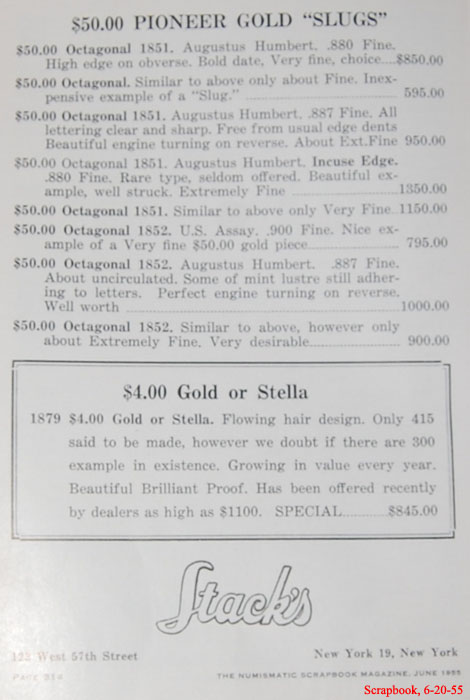 $50.00 PIONEER GOLD “SLUGS”
$50.00 Octagonal 1851. Augustus Humbert. .880 Fine.
High edge on obverse. Bold date, Very fine, choice....$850.00
$50.00 Octagonal. Similar to above only about Fine. Inex-
pensive example of a “Slug.” .......................... 595.00
$50.00 Octagonal 1851. Augustus Humbert. .887 Fine. All
lettering clear and sharp. Free from usual edge dents
Beautiful engine turning on reverse. About Ext.Fine 950.00
$50.00 Octagonal 1851. Augustus Humbert. Incuse Edge.
.880 Fine. Rare type, seldom offered. Beautiful ex-
ample, well struck. Extremely Fine ..................1350.00
$50.00 Octagonal 1851. Similar to above only Very Fine..1150.00
$50.00 Octagonal 1852. U.S. Assay. .900 Fine. Nice ex-
ample of a Very fine $50.00 gold piece............... 795.00
$50.00 Octagonal 1852. Augustus Humbert. .887 Fine.
About uncirculated. Some of mint lustre still adher-
ing to letters. Perfect engine turning on reverse.
Well worth ..............................................1000.00
$50.00 Octagonal 1852. Similar to above, however only
about Extremely Fine. Very desirable............... 900.00
$4.00 Gold or Stella
1879 $4.00 Gold or Stella. Flowing hair design. Only 415
said to be made, however we doubt if there are 300
example in existence. Growing in value every year.
Beautiful Brilliant Proof. Has been offered recently
by dealers as high as $1100. SPECIAL..........$845.00
Stack's
123 West 57th Street
New York 19, New York
PAGE 914
THE NUMISMATIC SCRAPBOOK MAGAZINE, JUNE 1955
Scrapbook, 6-20-55